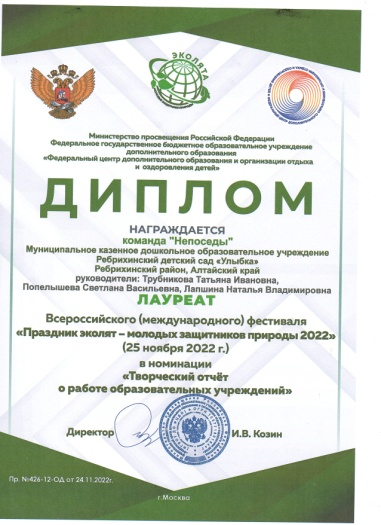 ЭКОЛЯТА
Министерство просвещения Российской Федерации
Федеральное государственное бюджетное образовательное учреждение
дополнительного образования
«Федеральный центр дополнительного образования и организации отдыха
и оздоровления детей»
ДИПЛОМ
НАГРАЖДАЕТСЯ
команда "Непоседы"
Муниципальное казенное дошкольное образовательное учреждение
Ребрихинский детский сад «Улыбка»
Ребрихинский район, Алтайский край
руководители: Трубникова Татьяна Ивановна,
Попелышева Светлана Васильевна, Лапшина Наталья Владимировна
ЛАУРЕАТ
Всероссийского (международного) фестиваля
«Праздник эколят – молодых защитников природы 2022»
(25 ноября 2022 г.)
в номинации
«Творческий отчёт
о работе образовательных учреждений»
Директор И.В. Козин
Пр. №426-12-ОД от 24.11.2022г.
г.Москва